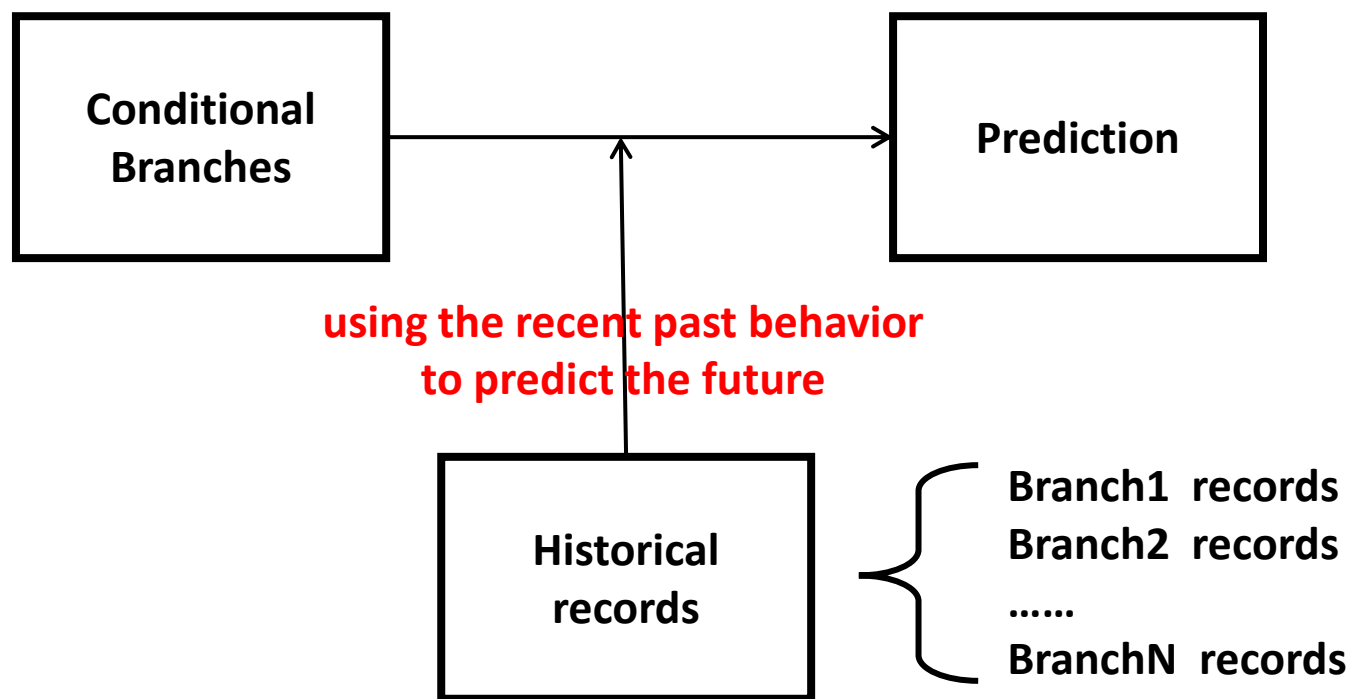 Conditional
Branches
Prediction
using the recent past behavior
to predict the future
Historical
records
Branch1 records
Branch2 records
......
BranchN records